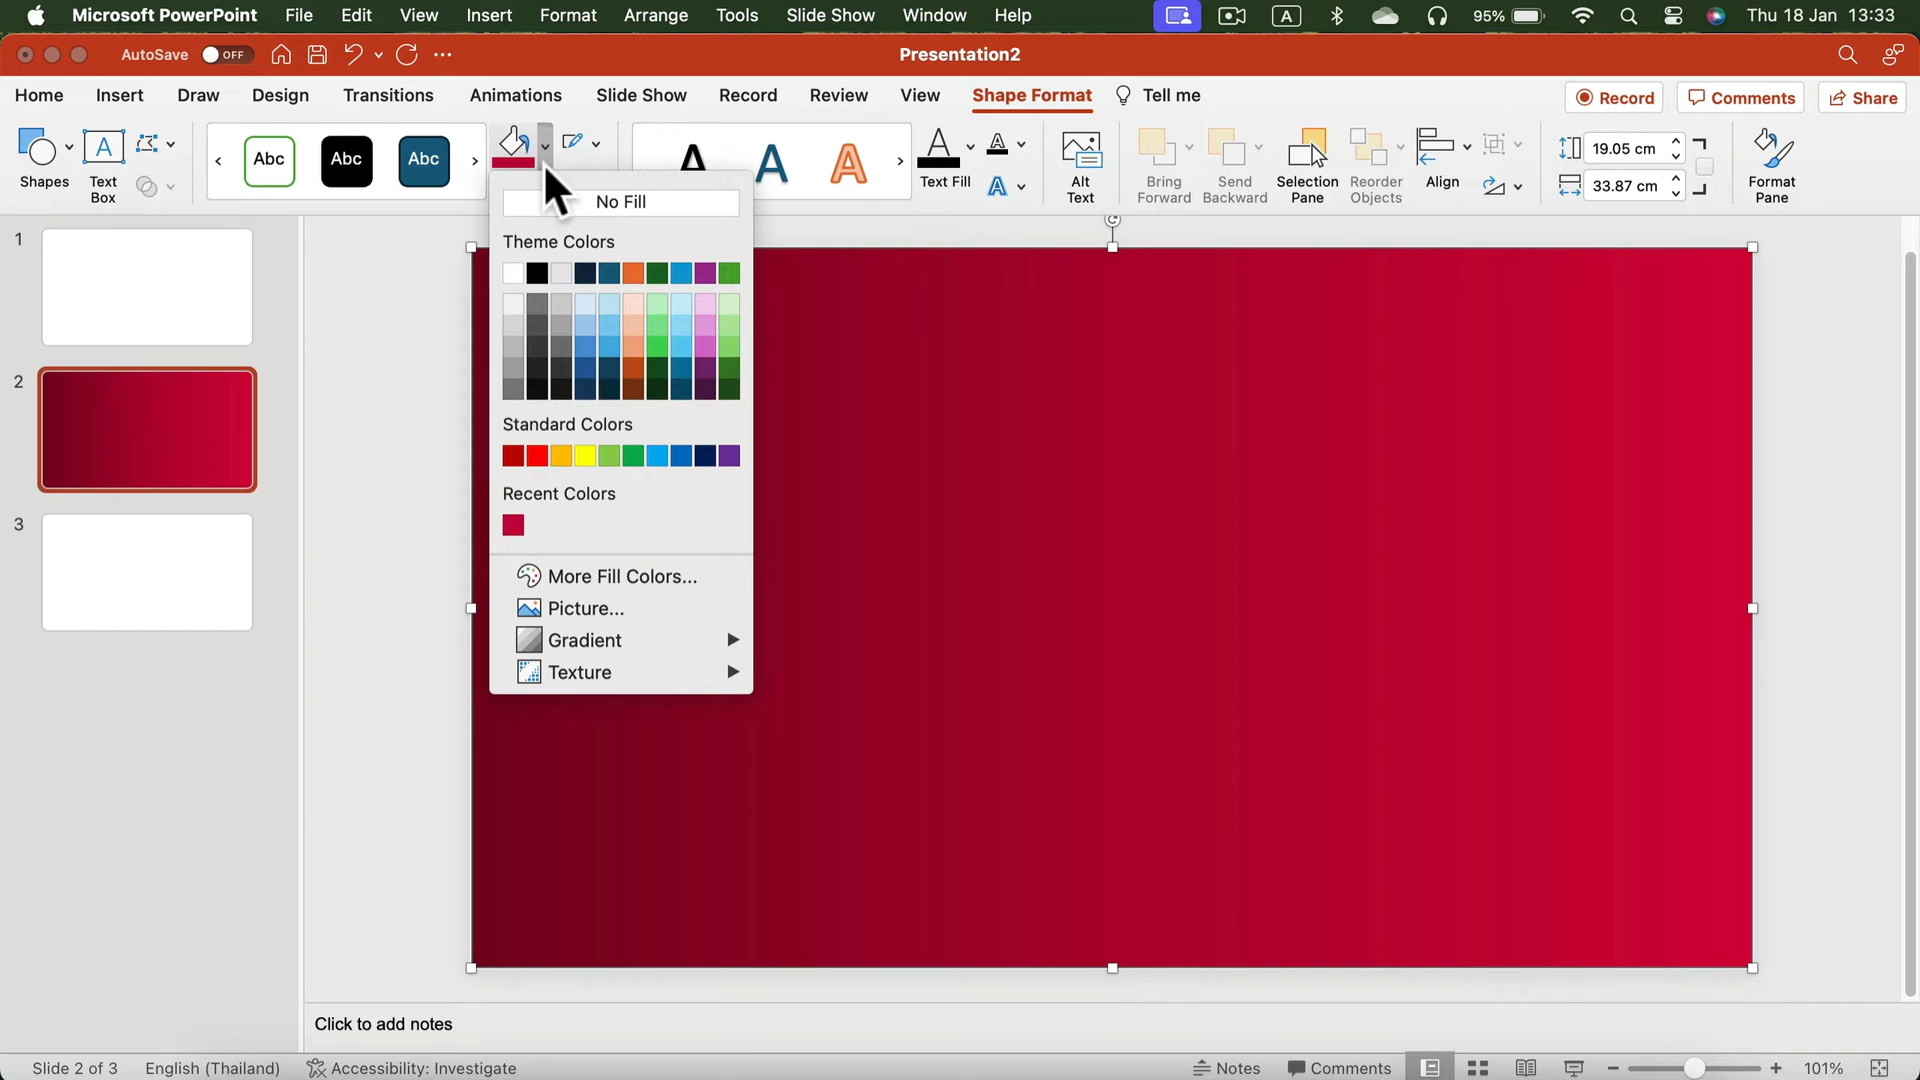 Microsoft PowerPoint File Edit View Insert Format Arrange Tools Slide Show Window Help A 95% Thu 18 Jan 13:33
AutoSave OFF Presentation2
Home Insert Draw Design Transitions Animations Slide Show Record Review View Shape Format Tell me Record Comments Share
Shapes
Text
Box
Abc Abc Abc
Text Fill
Alt
Text
Bring
Forward
Send
Backward
Selection
Pane
Reorder
Objects
Align
19.05 cm
33.87 cm
Format
Pane
No Fill
Theme Colors
Standard Colors
Recent Colors
More Fill Colors...
Picture...
Gradient
Texture
1
2
3
Click to add notes
Slide 2 of 3 English (Thailand) Accessibility: Investigate Notes Comments 101%